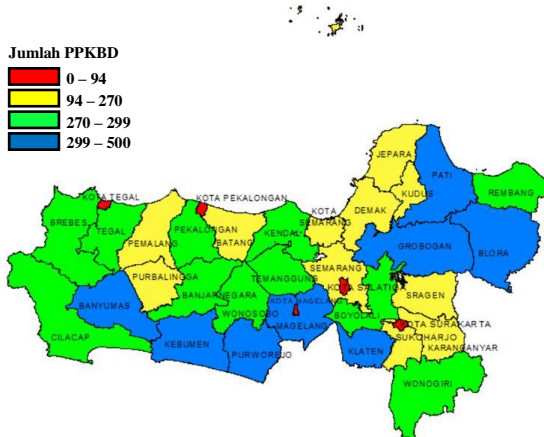 Jumlah PPKBD
0 – 94
94 – 270
270 – 299
299 – 500
JEPARA
PATI
KUDUS
REMBANG
KOTA TEGAL
KOTA PEKALONGAN
KOTA
SEMARANG
DEMAK
BREBES
TEGAL
PEKALONGAN
KENDAL
PEMALANG
BATANG
GROBOGAN
BLORA
SEMARANG
PURBALINGGA
TEMANGGUNG
KOTA SALATIGA
SRAGEN
BANYUMAS
BANJARNEGARA
KOTA MAGELANG
WONOSOBO
BOYOLALI
CILACAP
MAGELANG
KOTA SURAKARTA
KEBUMEN
PURWOREJO
KLATEN
SUKOHARJO
KARANGANYAR
WONOGIRI